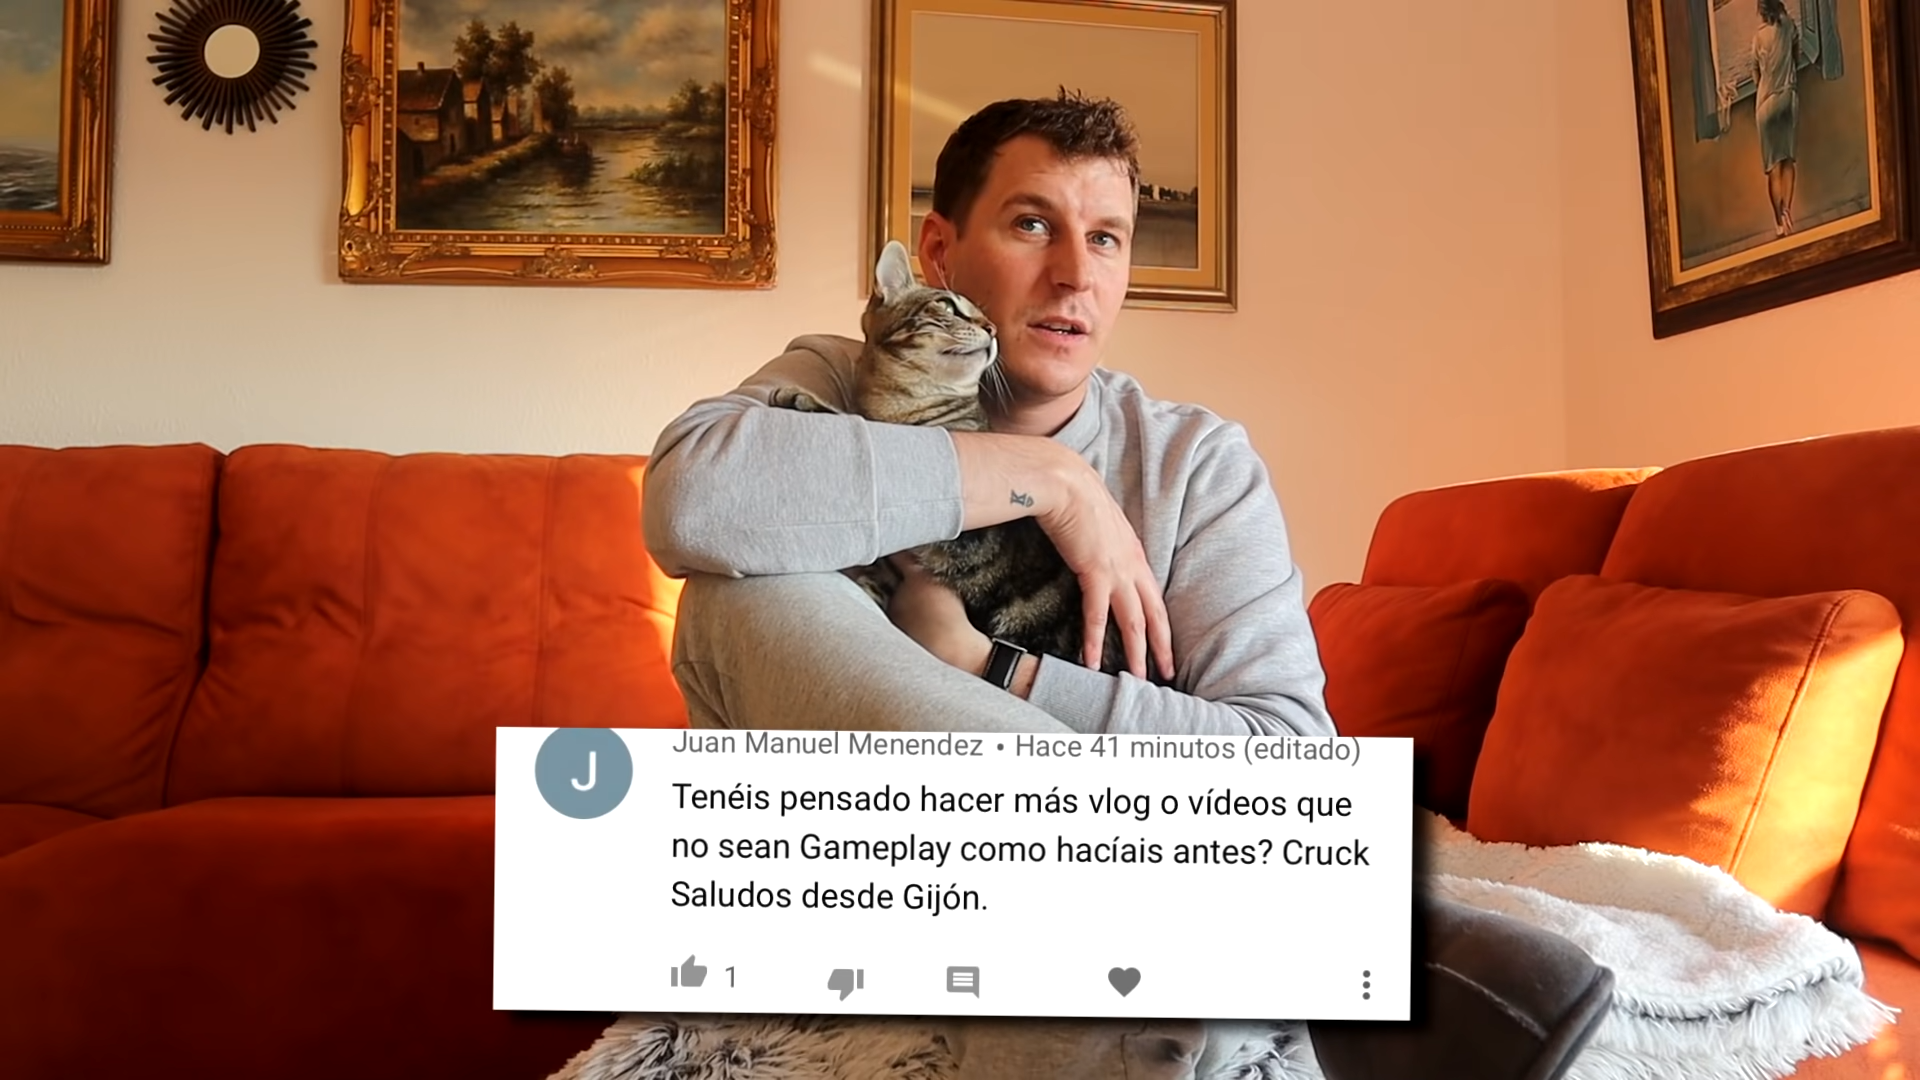 J
Juan Manuel Menendez • Hace 41 minutos (editado)
Tenéis pensado hacer más vlog o vídeos que
no sean Gameplay como hacíais antes? Cruck
Saludos desde Gijón.
1